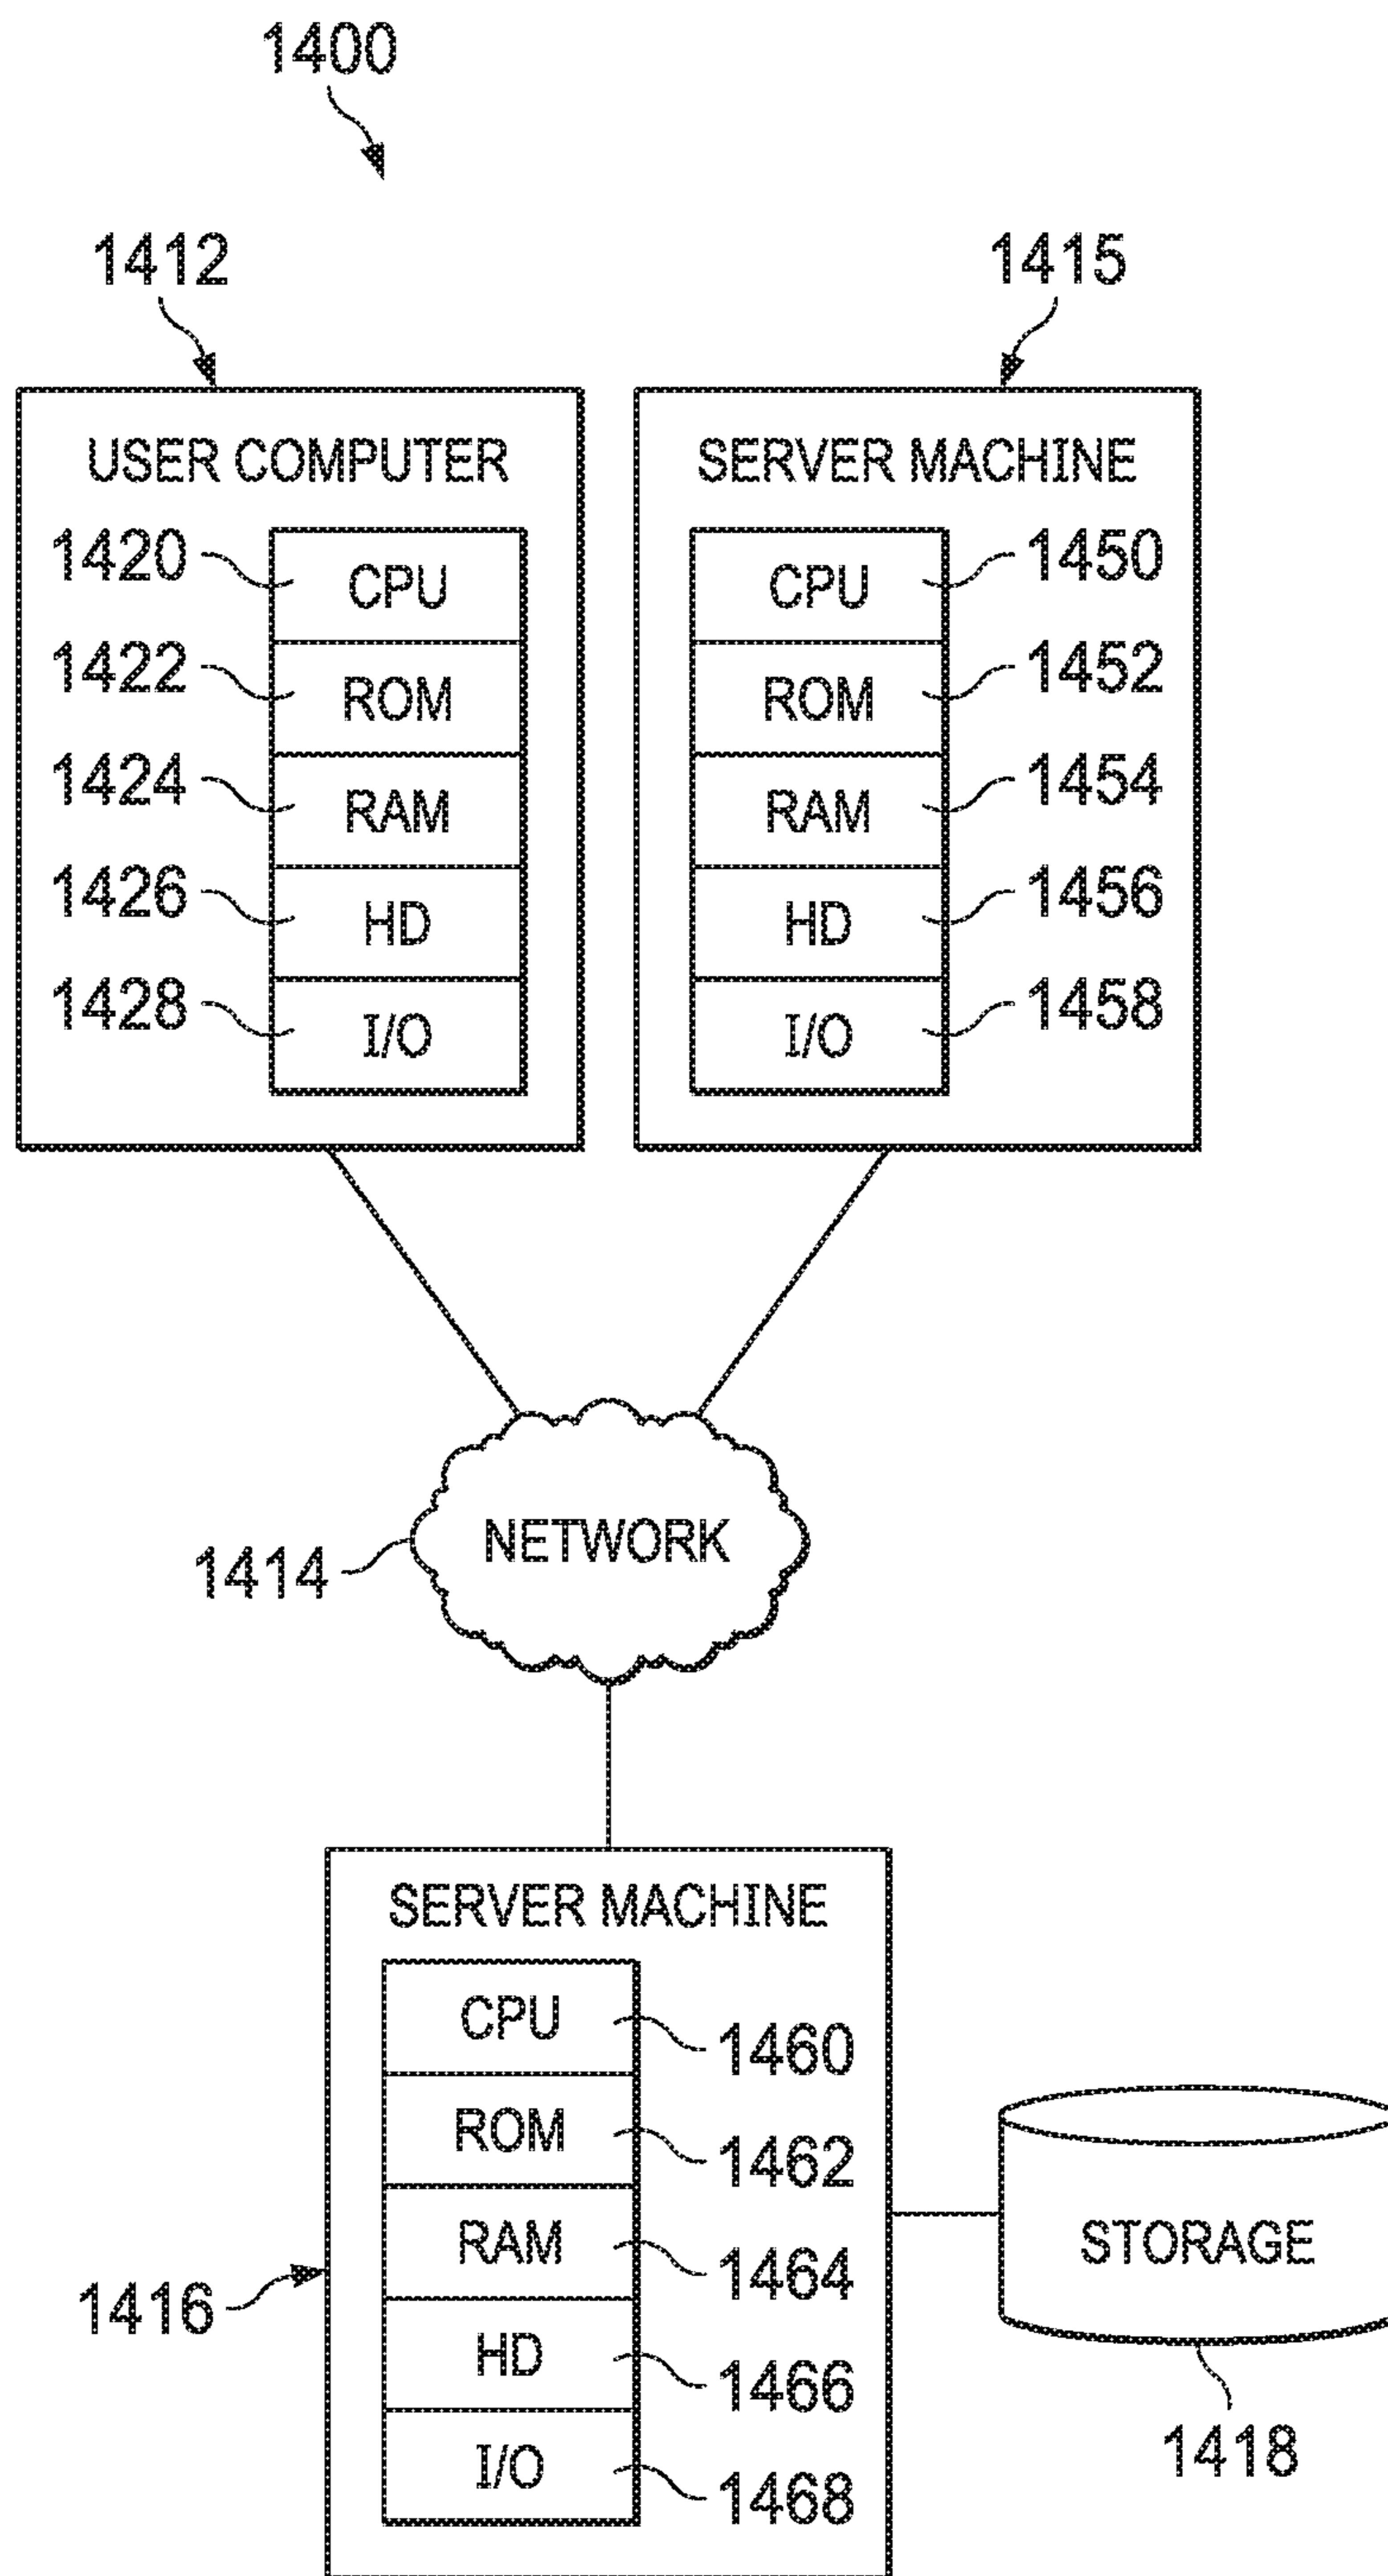 1400
1412
1415
USER COMPUTER
SERVER MACHINE
1420
CPU
CPU
1450
1422
ROM
ROM
1452
1424
RAM
RAM
1454
1426
HD
HD
1456
1428
I/O
I/O
1458
NETWORK
1414
SERVER MACHINE
CPU
1460
ROM
1462
RAM
1464
STORAGE
1416
HD
1466
1418
I/O
1468